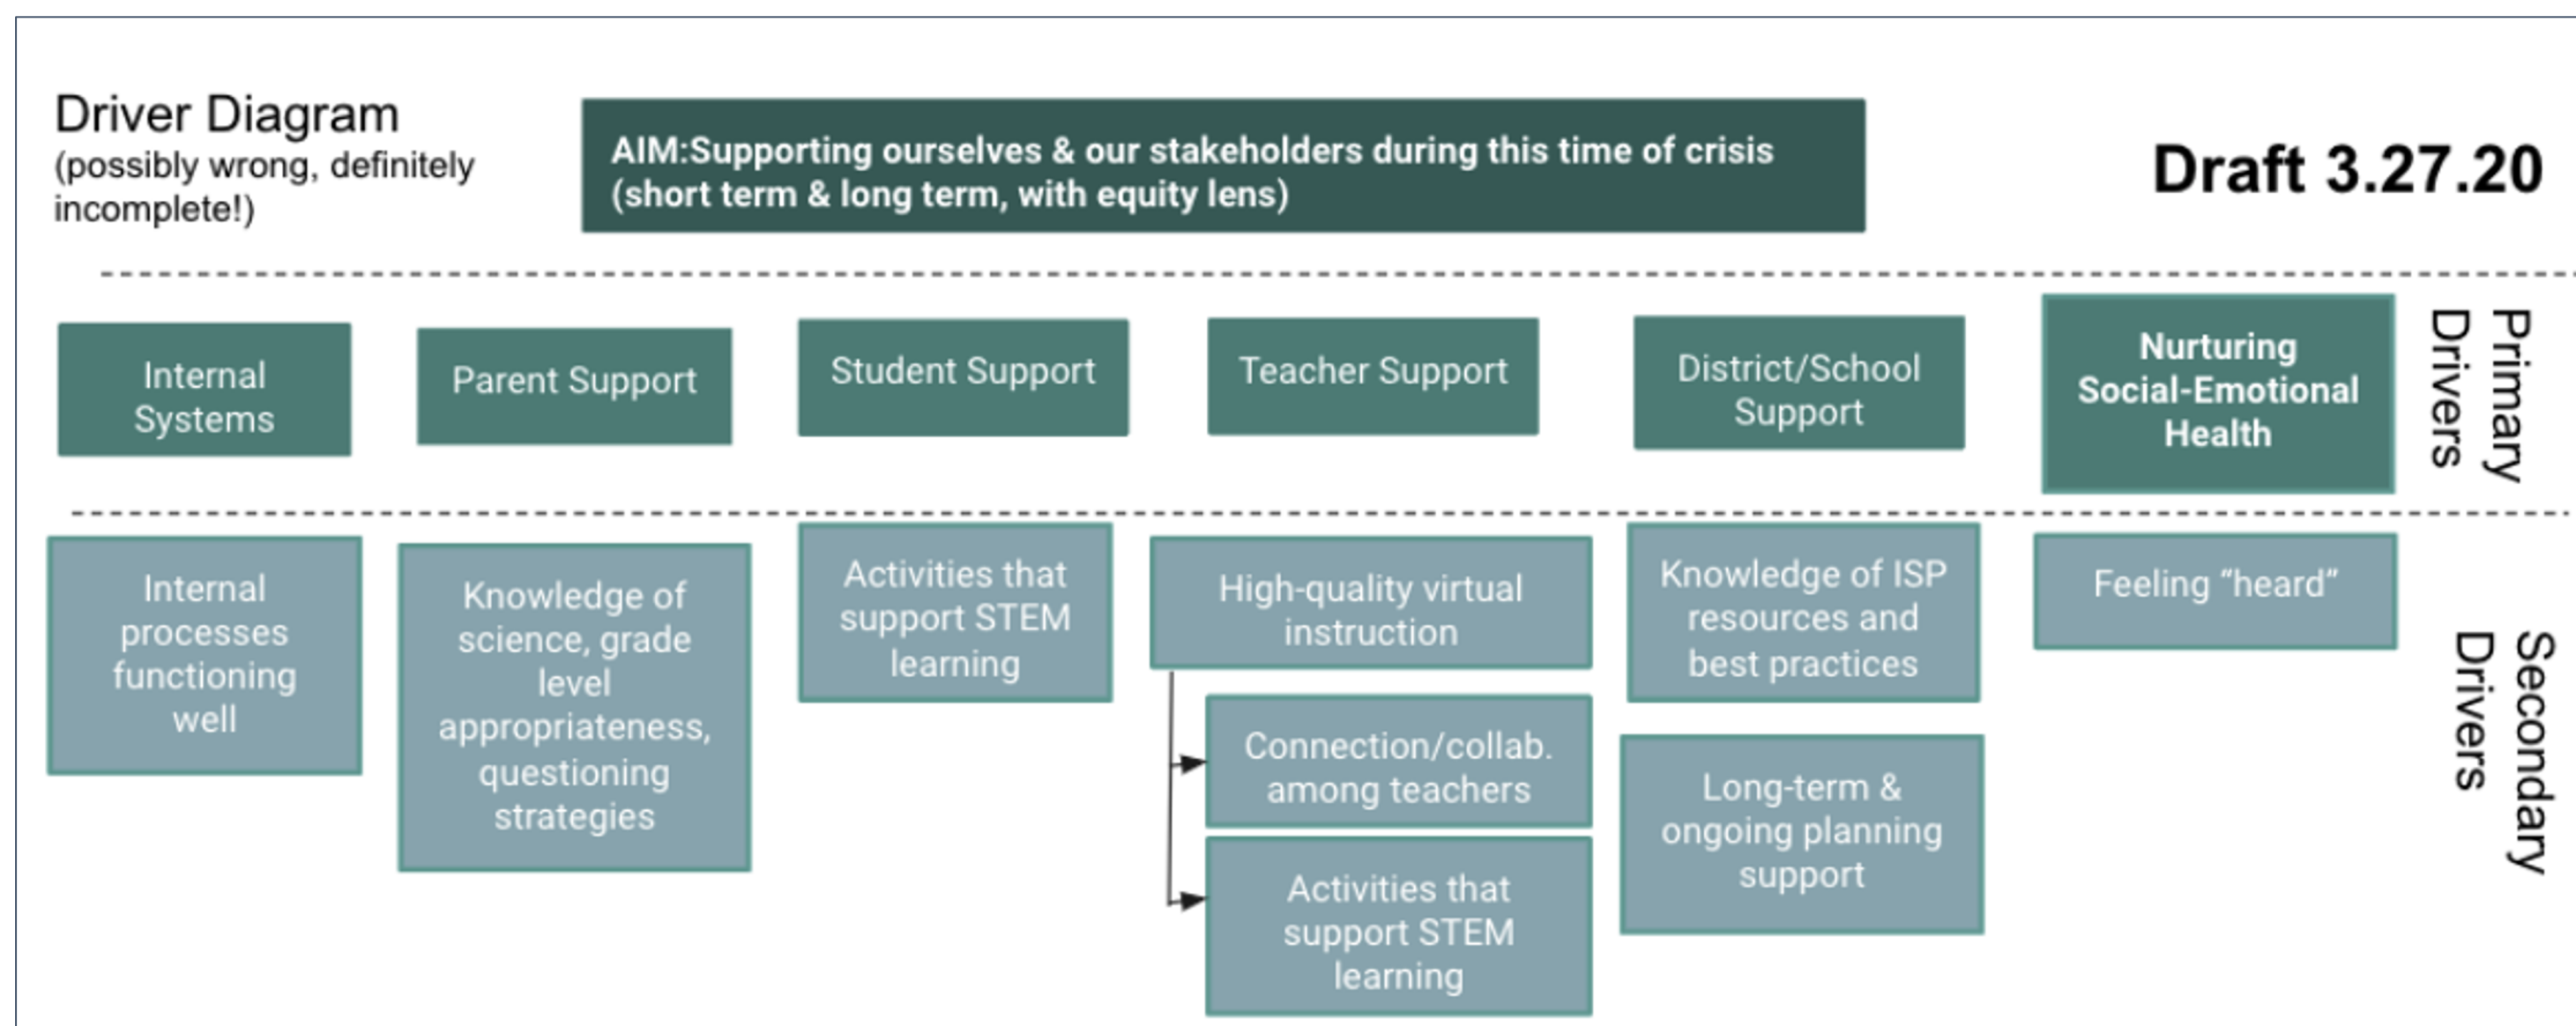 Driver Diagram
(possibly wrong, definitely
incomplete!)
AIM:Supporting ourselves & our stakeholders during this time of crisis
(short term & long term, with equity lens)
Draft 3.27.20
Internal
Systems
Parent Support
Student Support
Teacher Support
District/School
Support
Nurturing
Social-Emotional
Health
Primary
Drivers
Internal
processes
functioning
well
Knowledge of
science, grade
level
appropriateness,
questioning
strategies
Activities that
support STEM
learning
High-quality virtual
instruction
Connection/collab.
among teachers
Activities that
support STEM
learning
Knowledge of ISP
resources and
best practices
Long-term &
ongoing planning
support
Feeling “heard”
Secondary
Drivers